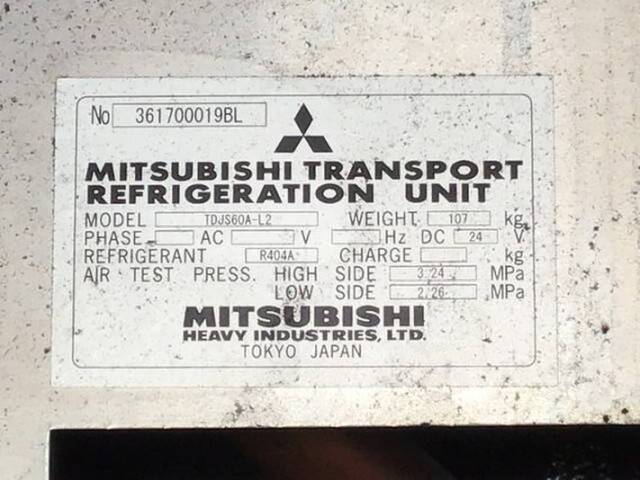 No 361700019BL
MITSUBISHI TRANSPORT
REFRIGERATION UNIT
MODEL TDJS60A-L2 WEIGHT 107 kg
PHASE AC V Hz DC 24 V
REFRIGERANT R404A CHARGE kg
AIR TEST PRESS. HIGH SIDE 3.24 MPa
LOW SIDE 2.26 MPa
MITSUBISHI
HEAVY INDUSTRIES, LTD.
TOKYO JAPAN